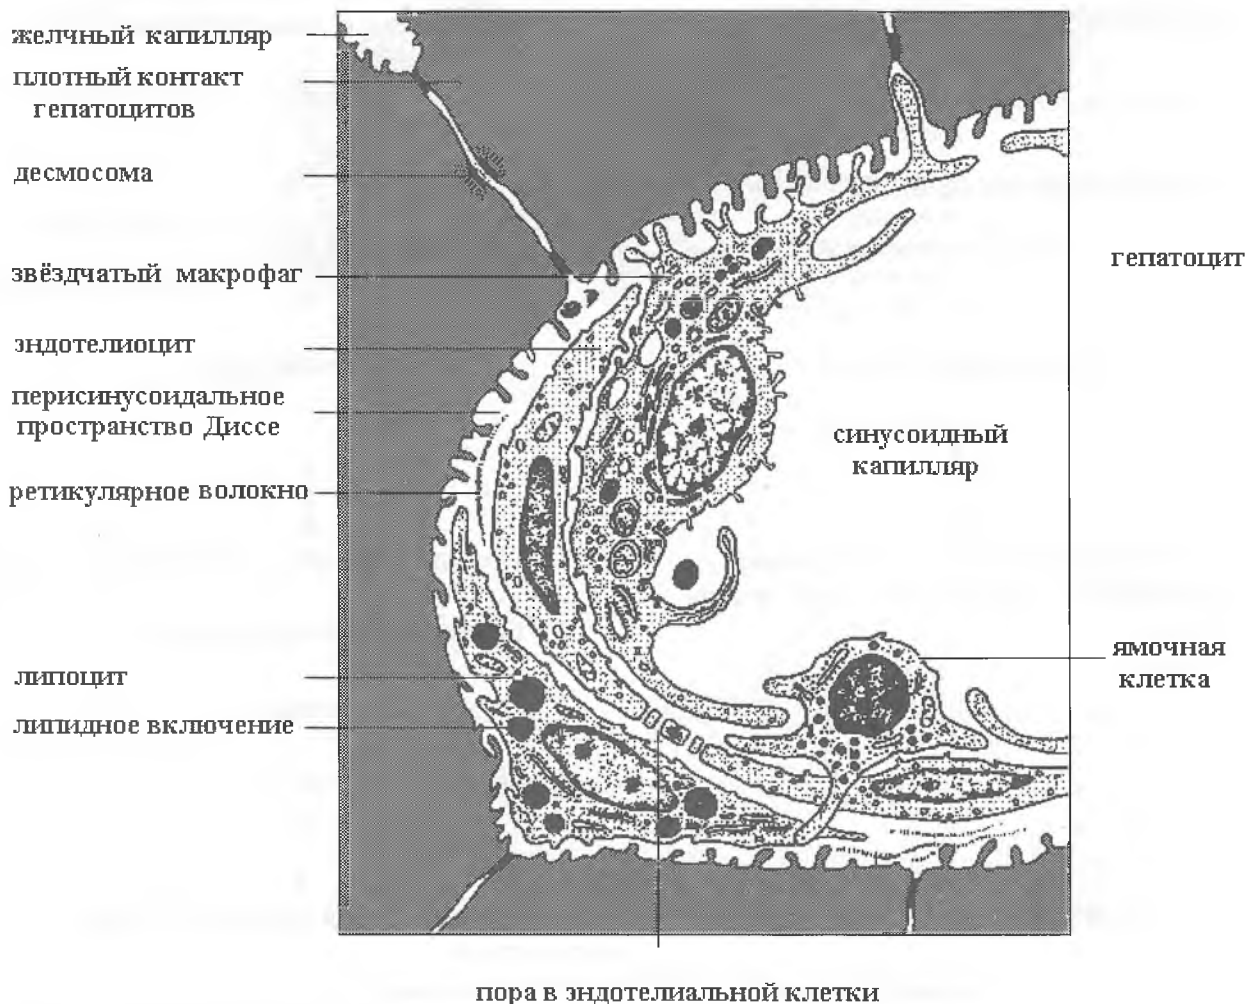 желчный капилляр
плотный контакт
гепатоцитов
десмосома
звёздчатый макрофаг
гепатоцит
эндотелиоцит
перисинусоидальное
пространство Диссе
синусоидный
капилляр
ретикулярное волокно
ямочная
клетка
липоцит
липидное включение
пора в эндотелиальной клетки